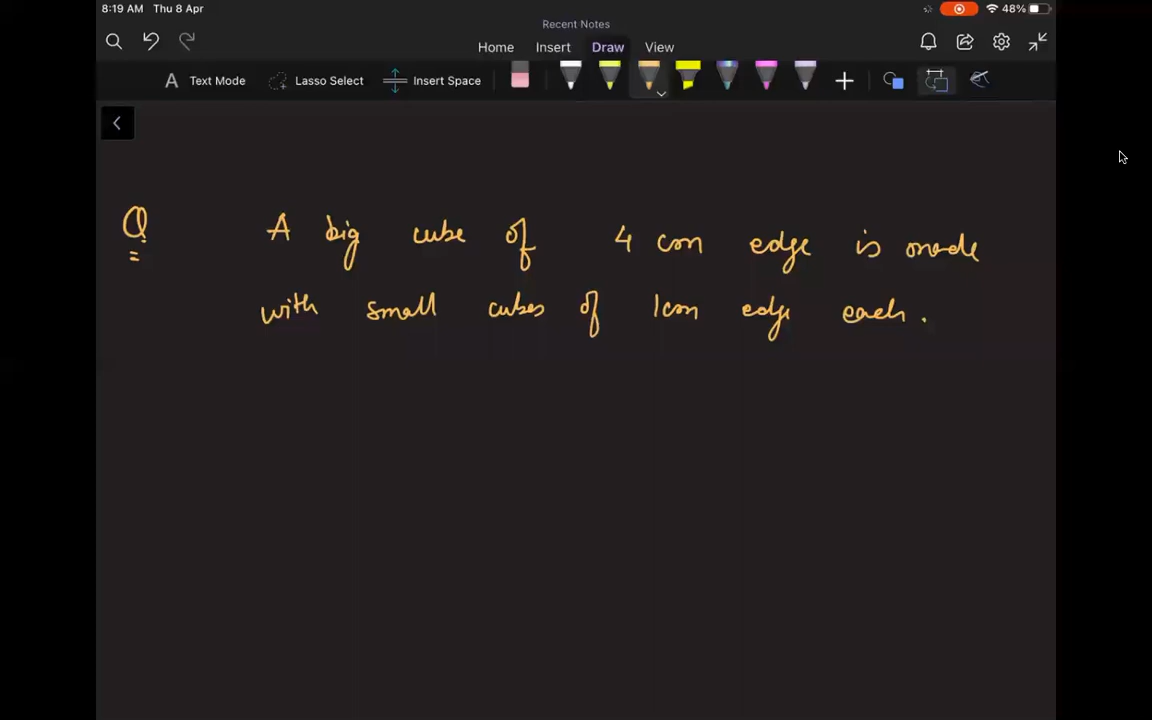 8:19 AM Thu 8 Apr
48%
Recent Notes
Home Insert Draw View
Text Mode Lasso Select Insert Space
Q A big cube of 4 cm edge is made
with small cubes of 1cm edge each.